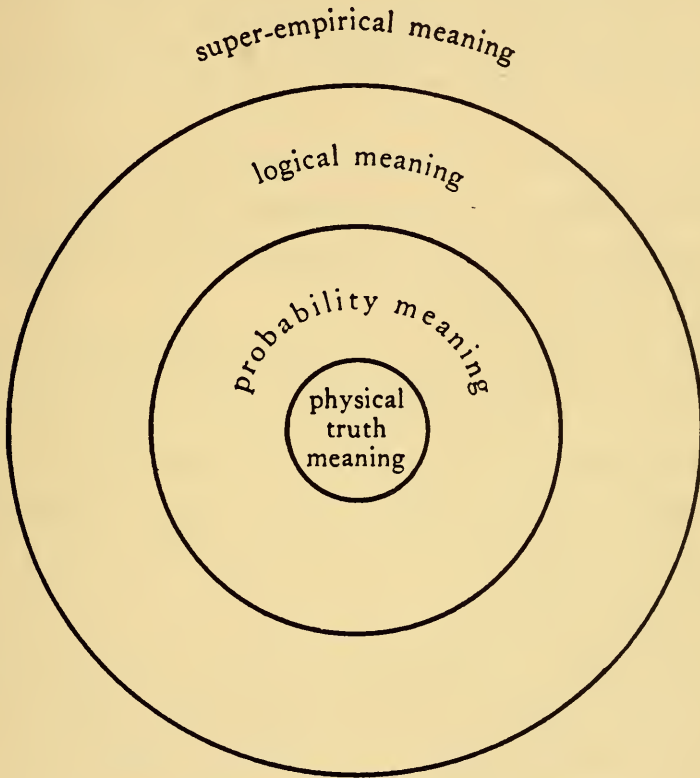 super-empirical meaning
logical meaning
probability meaning
physical
truth
meaning